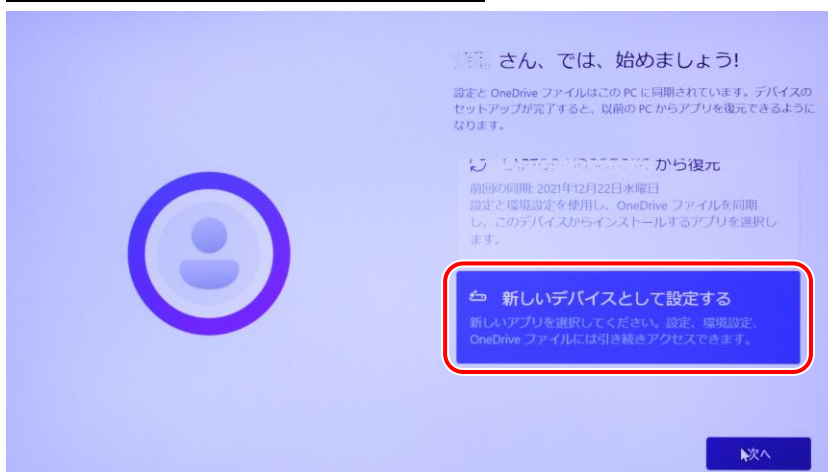 さん、では、始めましょう!
設定と OneDrive ファイルはこの PC に同期されています。デバイスの
セットアップが完了すると、以前の PC からアプリを復元できるように
なります。
から復元
前回の同期: 2021年12月22日水曜日
設定と環境設定を使用し、OneDrive ファイルを同期
し、このデバイスからインストールするアプリを選択し
ます。
新しいデバイスとして設定する
新しいアプリを選択してください。設定、環境設定、
OneDrive ファイルには引き続きアクセスできます。
次へ